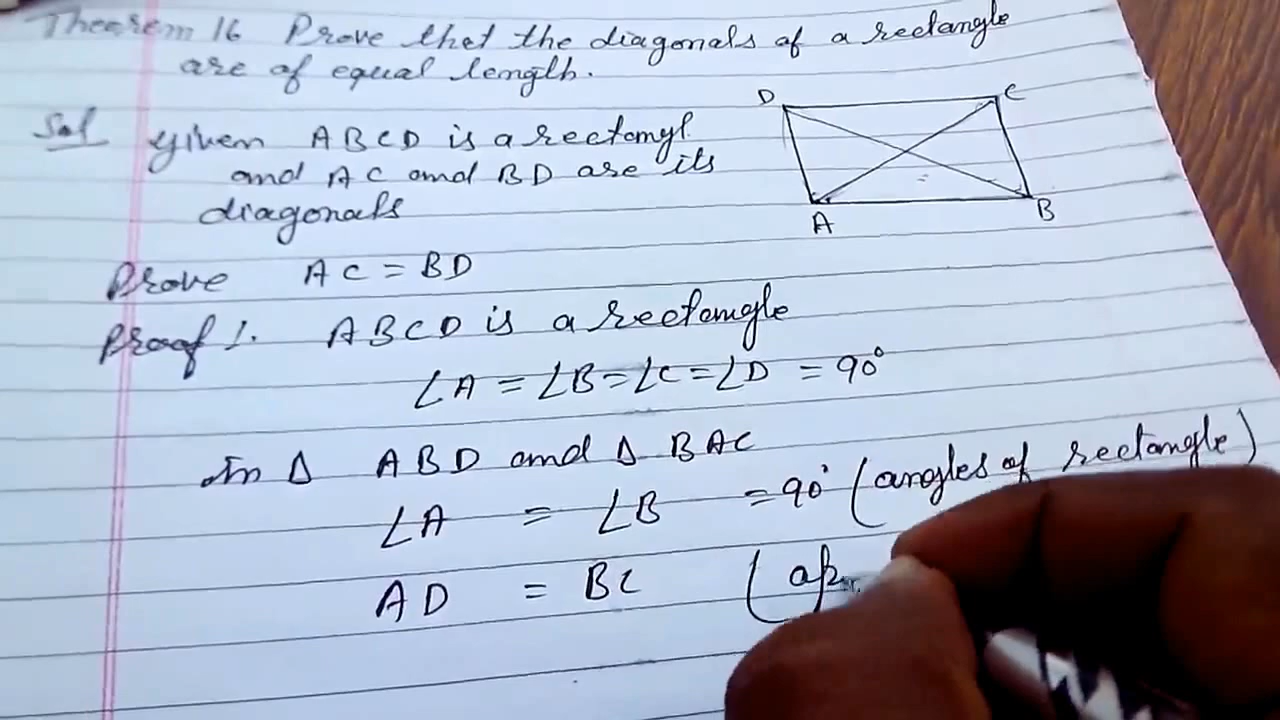 Theorem 16 Prove that the diagonals of a rectangle
are of equal length.
Sol given ABCD is a rectangl
and AC and BD are its
diagonals
D C
A B
Prove AC = BD
Proof 1. ABCD is a rectangle
∠A = ∠B = ∠C = ∠D = 90°
In Δ ABD and Δ BAC
∠A = ∠B = 90° (angles of rectangle)
AD = BC (op